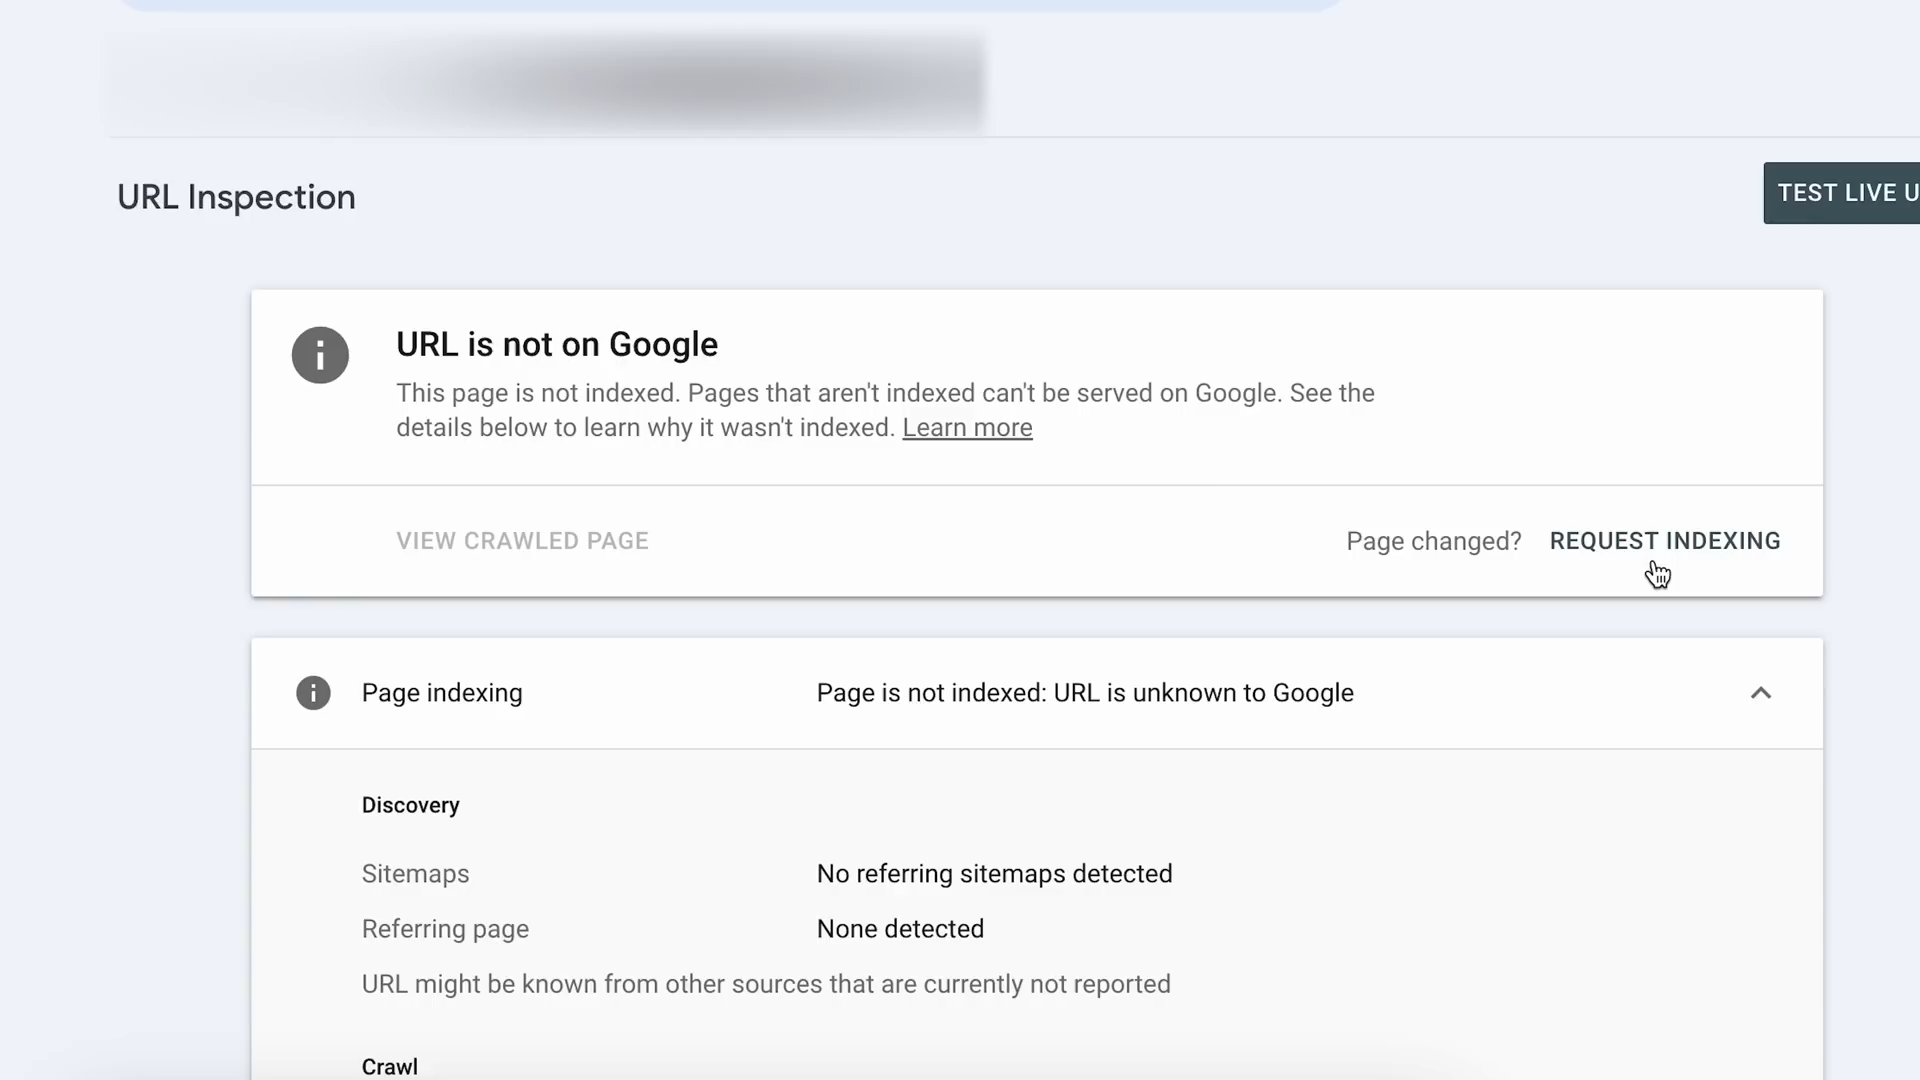 URL Inspection
TEST LIVE U
URL is not on Google
This page is not indexed. Pages that aren't indexed can't be served on Google. See the
details below to learn why it wasn't indexed. Learn more
VIEW CRAWLED PAGE
Page changed? REQUEST INDEXING
Page indexing
Page is not indexed: URL is unknown to Google
Discovery
Sitemaps
No referring sitemaps detected
Referring page
None detected
URL might be known from other sources that are currently not reported
Crawl